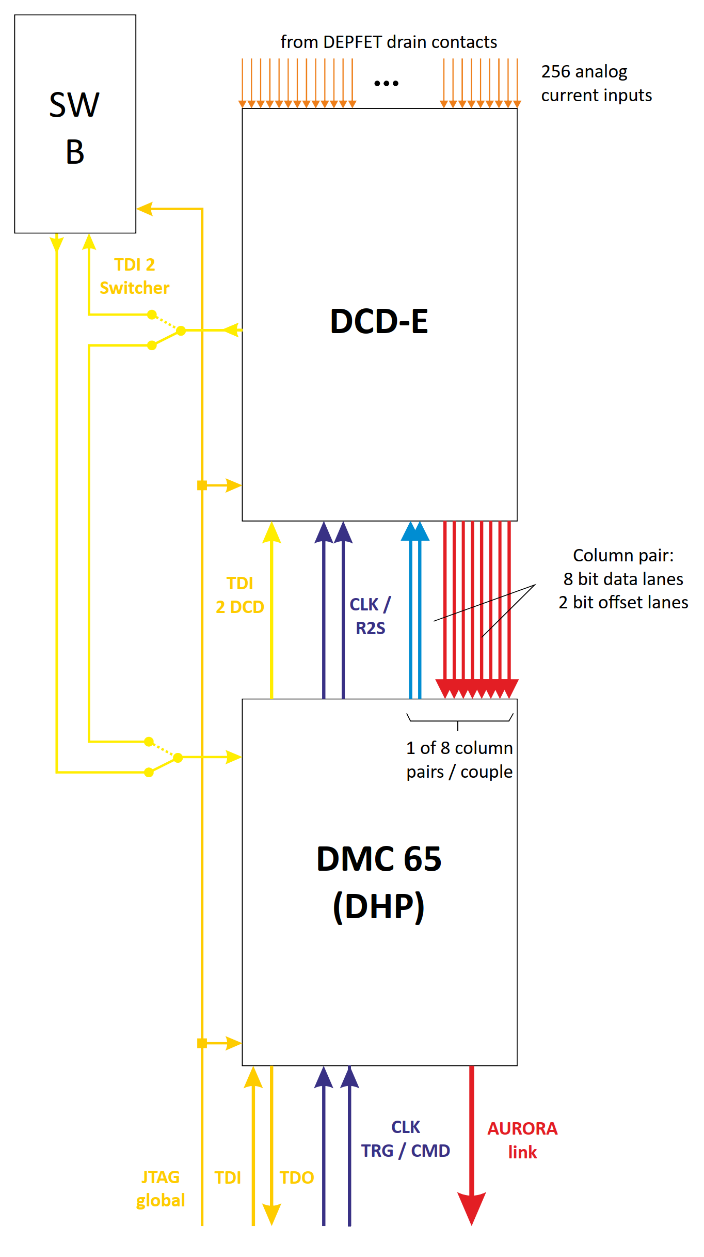 from DEPFET drain contacts
...
256 analog
current inputs
SW
B
TDI 2
Switcher
DCD-E
TDI
2 DCD
CLK /
R2S
Column pair:
8 bit data lanes
2 bit offset lanes
1 of 8 column
pairs / couple
DMC 65
(DHP)
JTAG
global
TDI
TDO
CLK
TRG / CMD
AURORA
link